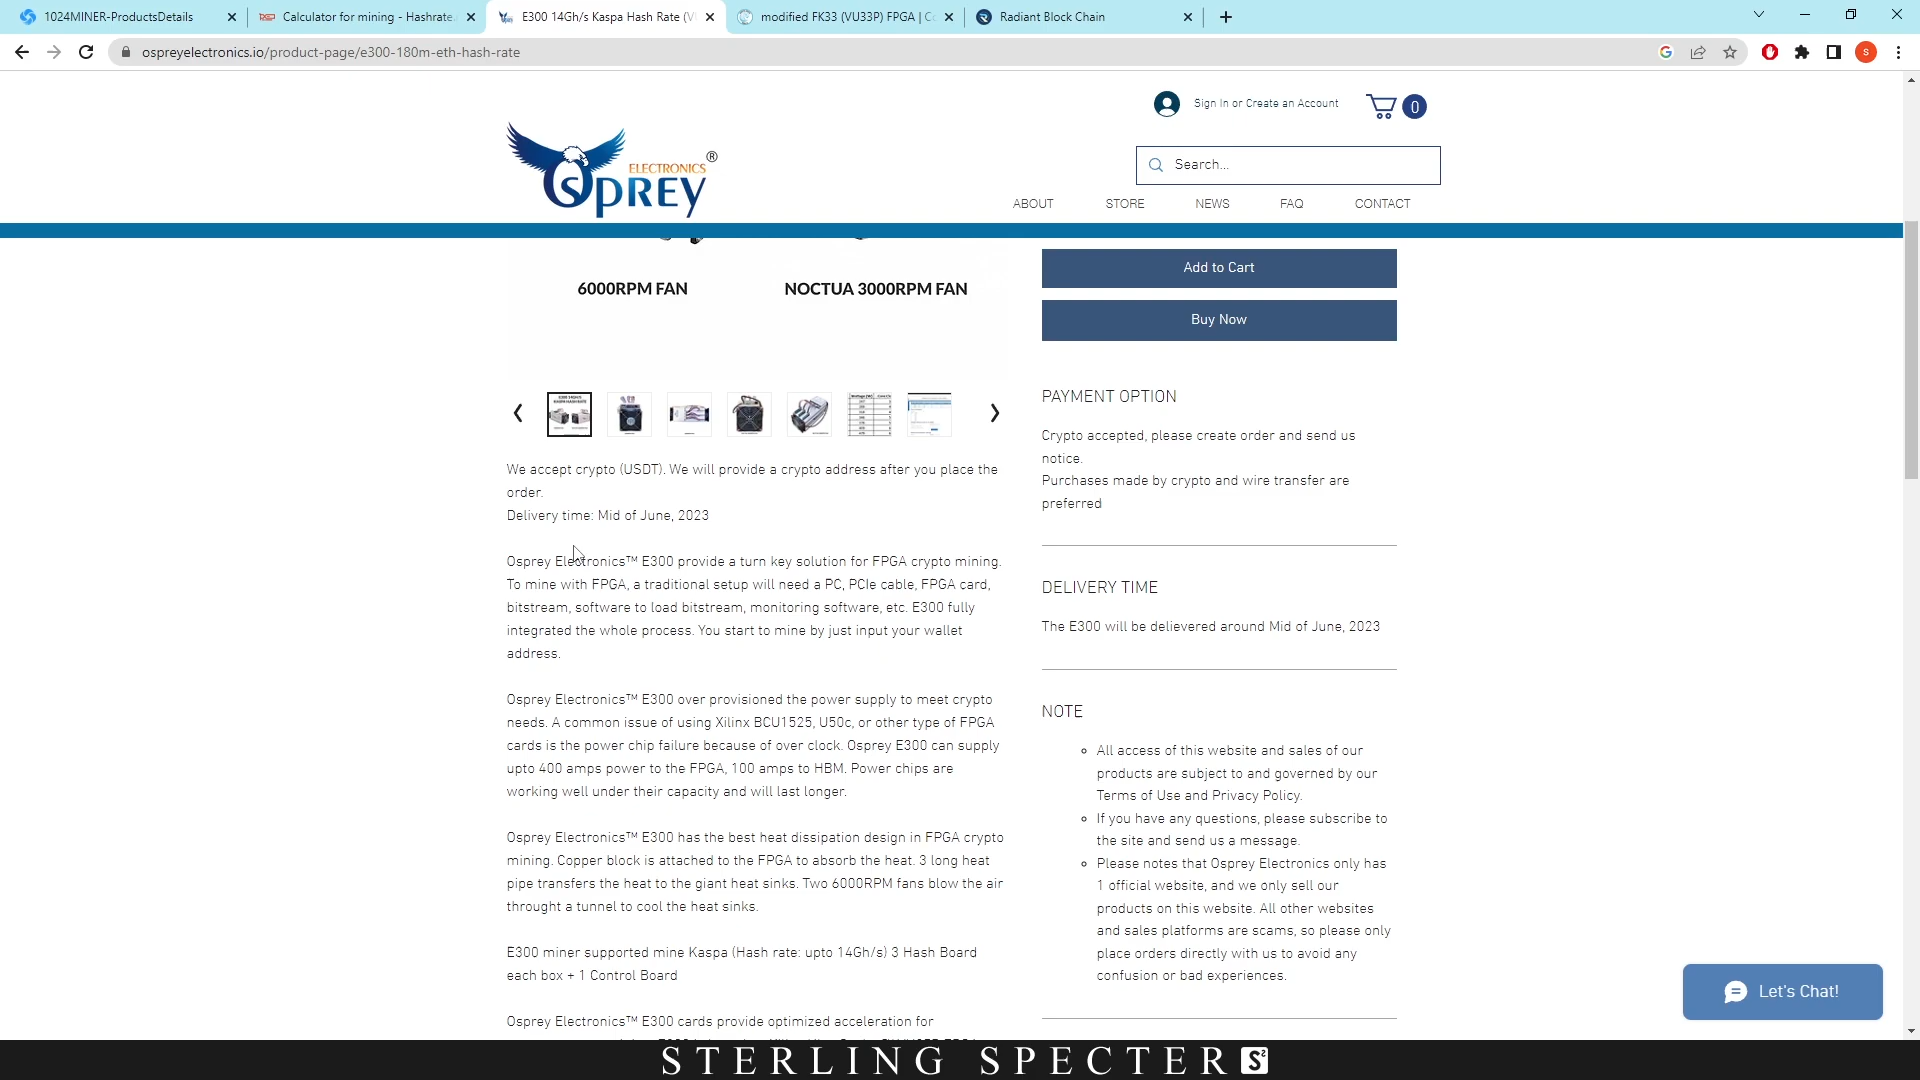 1024MINER-ProductsDetails
Calculator for mining - Hashrate.
E300 14Gh/s Kaspa Hash Rate (V
modified FK33 (VU33P) FPGA | C
Radiant Block Chain
ospreyelectronics.io/product-page/e300-180m-eth-hash-rate
S
Sign In or Create an Account
0
ELECTRONICS
OSPREY
®
Search...
ABOUT
STORE
NEWS
FAQ
CONTACT
6000RPM FAN
NOCTUA 3000RPM FAN
Add to Cart
Buy Now
We accept crypto (USDT). We will provide a crypto address after you place the
order.
Delivery time: Mid of June, 2023
Osprey Electronics™ E300 provide a turn key solution for FPGA crypto mining.
To mine with FPGA, a traditional setup will need a PC, PCIe cable, FPGA card,
bitstream, software to load bitstream, monitoring software, etc. E300 fully
integrated the whole process. You start to mine by just input your wallet
address.
Osprey Electronics™ E300 over provisioned the power supply to meet crypto
needs. A common issue of using Xilinx BCU1525, U50c, or other type of FPGA
cards is the power chip failure because of over clock. Osprey E300 can supply
upto 400 amps power to the FPGA, 100 amps to HBM. Power chips are
working well under their capacity and will last longer.
Osprey Electronics™ E300 has the best heat dissipation design in FPGA crypto
mining. Copper block is attached to the FPGA to absorb the heat. 3 long heat
pipe transfers the heat to the giant heat sinks. Two 6000RPM fans blow the air
throught a tunnel to cool the heat sinks.
E300 miner supported mine Kaspa (Hash rate: upto 14Gh/s) 3 Hash Board
each box + 1 Control Board
Osprey Electronics™ E300 cards provide optimized acceleration for
PAYMENT OPTION
Crypto accepted, please create order and send us
notice.
Purchases made by crypto and wire transfer are
preferred
DELIVERY TIME
The E300 will be delievered around Mid of June, 2023
NOTE
All access of this website and sales of our
products are subject to and governed by our
Terms of Use and Privacy Policy.
If you have any questions, please subscribe to
the site and send us a message.
Please notes that Osprey Electronics only has
1 official website, and we only sell our
products on this website. All other websites
and sales platforms are scams, so please only
place orders directly with us to avoid any
confusion or bad experiences.
Let's Chat!
STERLING SPECTER